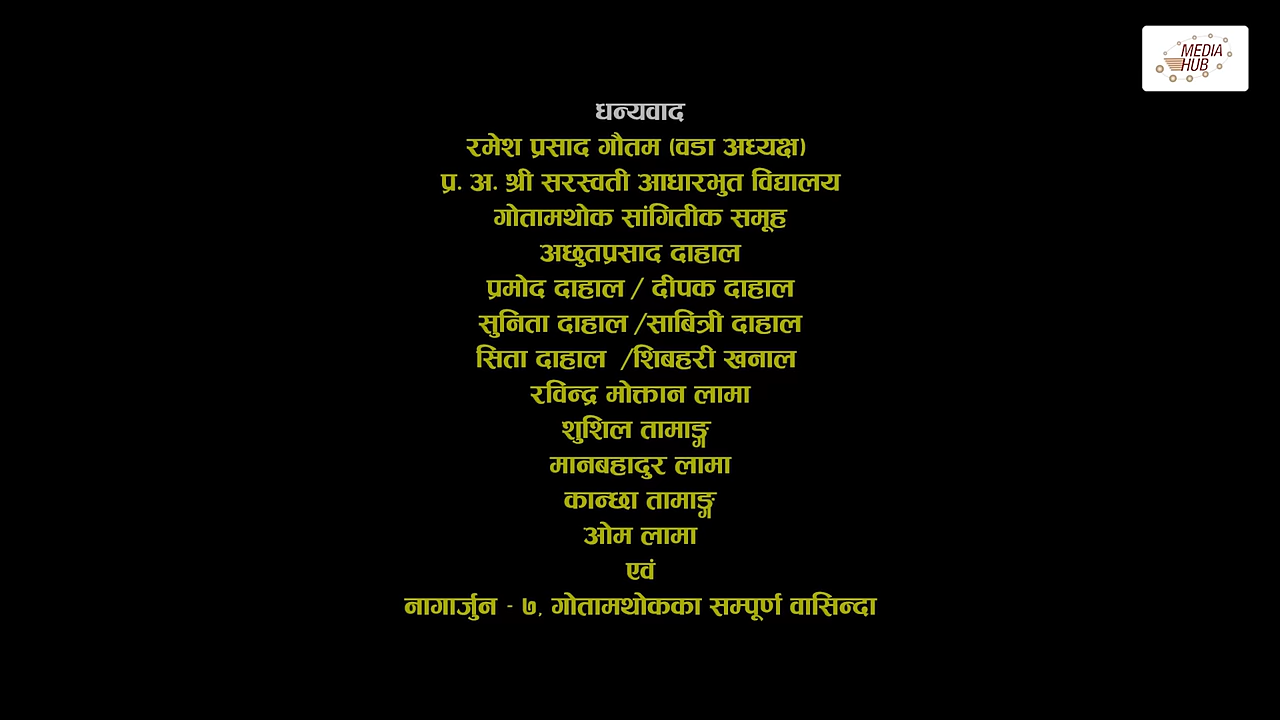 MEDIA
HUB
धन्यवाद
रमेश प्रसाद गौतम (वडा अध्यक्ष)
प्र. अ. श्री सरस्वती आधारभुत विद्यालय
गोतामथोक सांगितीक समूह
अछुतप्रसाद दाहाल
प्रमोद दाहाल / दीपक दाहाल
सुनिता दाहाल /साबित्री दाहाल
सिता दाहाल /शिबहरी खनाल
रविन्द्र मोक्तान लामा
शुशिल तामाङ्ग
मानबहादुर लामा
कान्छा तामाङ्ग
ओम लामा
एवं
नागार्जुन - ७, गोतामथोकका सम्पूर्ण वासिन्दा